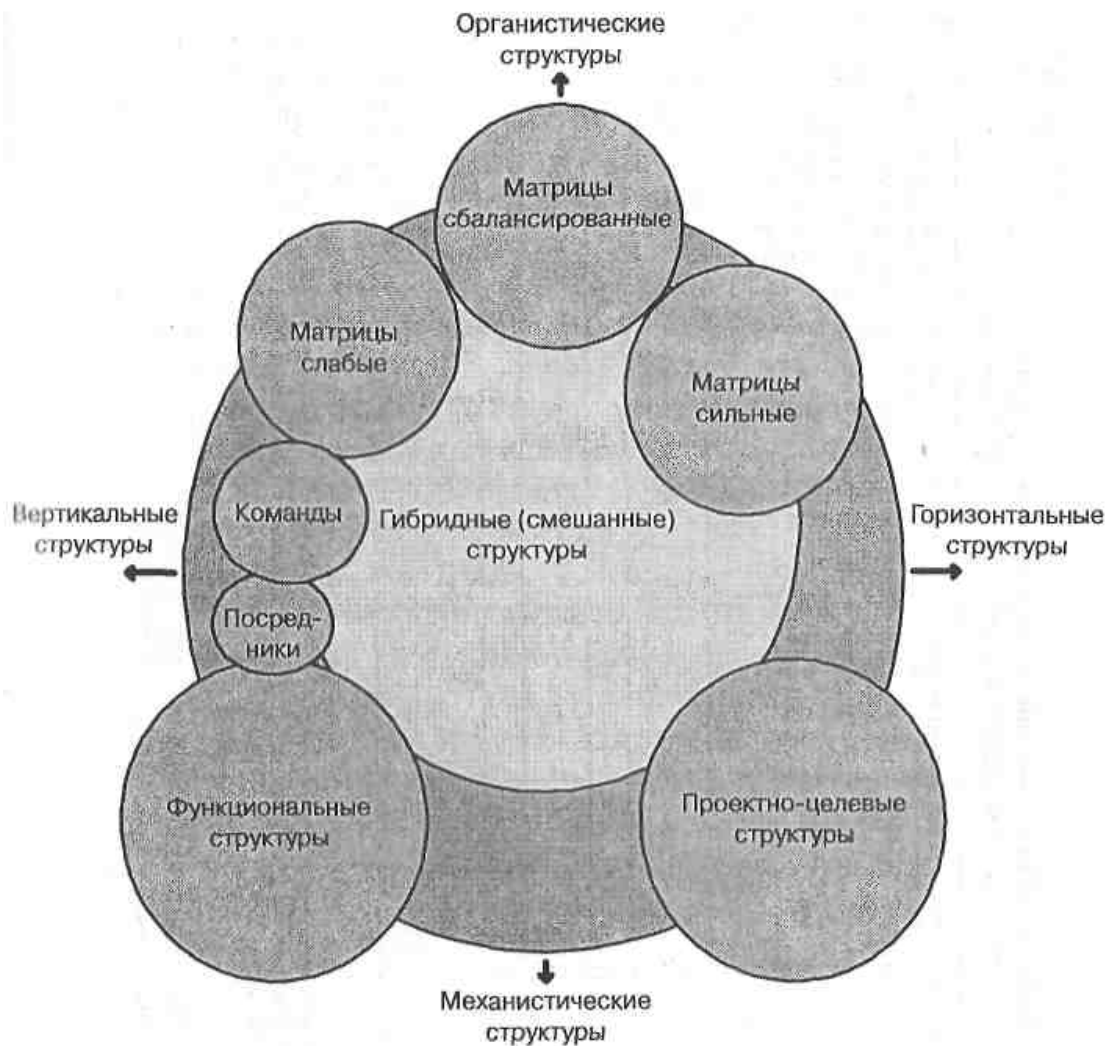 Органистические
структуры
Матрицы
сбалансированные
Матрицы
слабые
Матрицы
сильные
Вертикальные
структуры
Команды
Гибридные (смешанные)
структуры
Горизонтальные
структуры
Посред-
ники
Функциональные
структуры
Проектно-целевые
структуры
Механистические
структуры